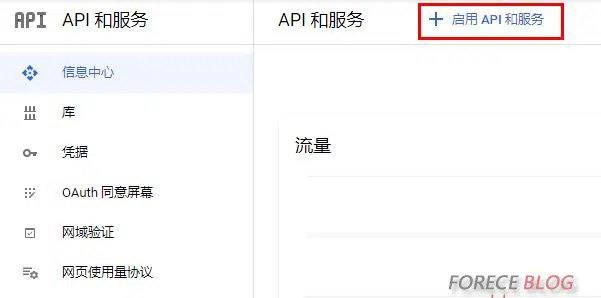 API API 和服务
API 和服务
+ 启用 API 和服务
信息中心
库
凭据
OAuth 同意屏幕
网域验证
网页使用量协议
流量
FORECE BLOG